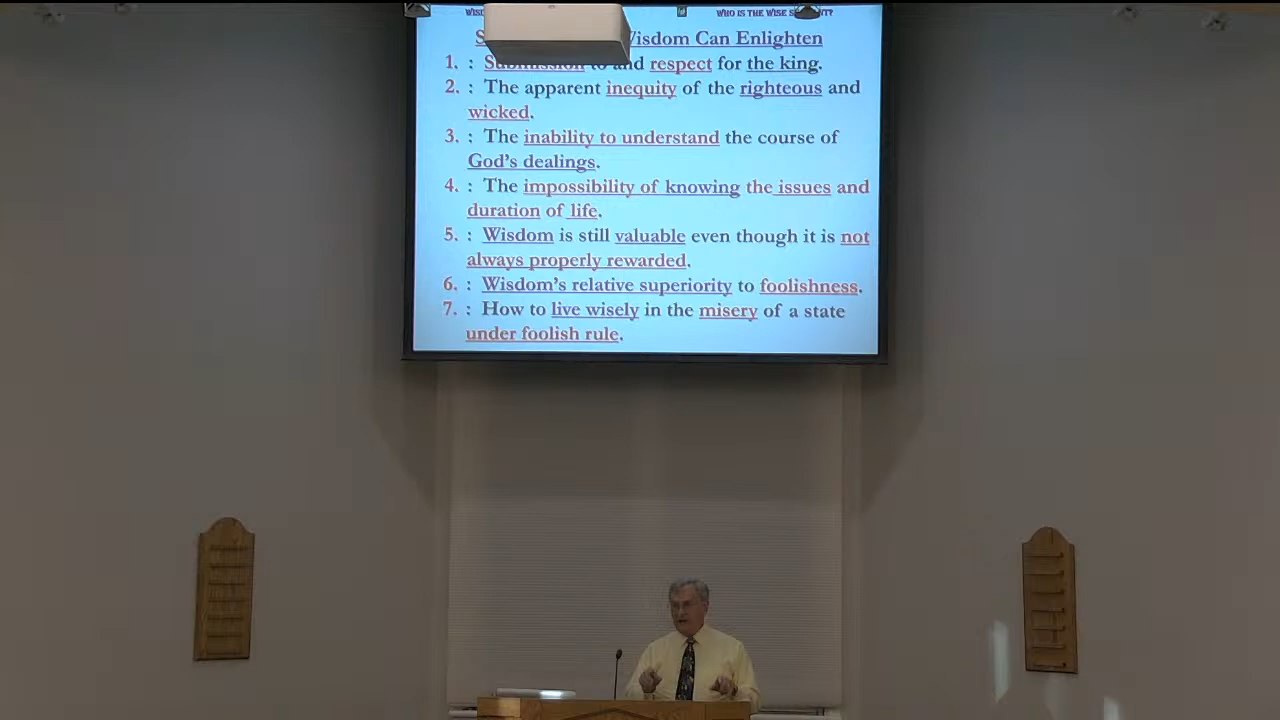 WHO IS THE WISE
Wisdom Can Enlighten
1. : Submission to and respect for the king.
2. : The apparent inequity of the righteous and
wicked.
3. : The inability to understand the course of
God's dealings.
4. : The impossibility of knowing the issues and
duration of life.
5. : Wisdom is still valuable even though it is not
always properly rewarded.
6. : Wisdom's relative superiority to foolishness.
7. : How to live wisely in the misery of a state
under foolish rule.